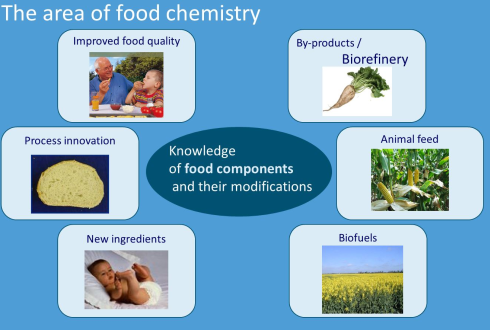 The area of food chemistry
Improved food quality
By-products /
Biorefinery
Process innovation
Knowledge
of food components
and their modifications
Animal feed
New ingredients
Biofuels